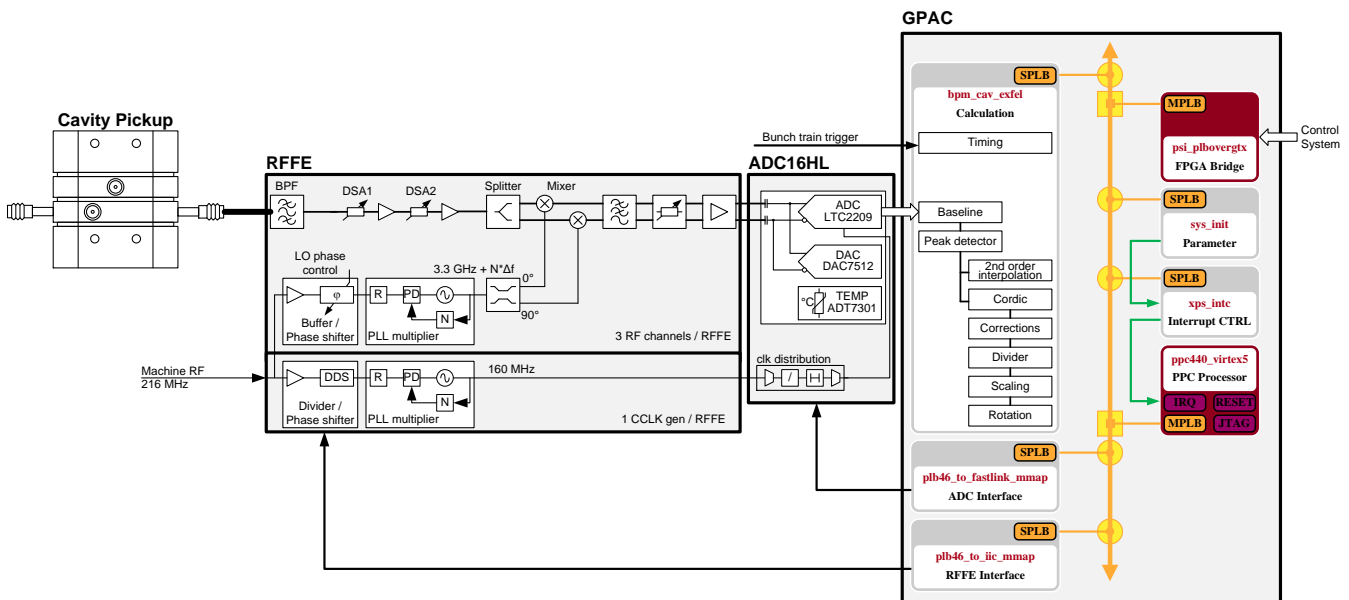 GPAC
SPLB
bpm_cav_exfel
Calculation
MPLB
psi_plbovergtx
FPGA Bridge
Control
System
Cavity Pickup
Bunch train trigger
Timing
RFFE
ADC16HL
BPF
DSA1
DSA2
Splitter
Mixer
ADC
LTC2209
Baseline
SPLB
sys_init
Parameter
Peak detector
DAC
DAC7512
2nd order
interpolation
LO phase
control
3.3 GHz + N*Δf
0°
90°
φ
R
PD
N
Buffer /
Phase shifter
PLL multiplier
3 RF channels / RFFE
°C
TEMP
ADT7301
Cordic
SPLB
xps_intc
Interrupt CTRL
Corrections
Divider
Scaling
Rotation
clk distribution
/
Machine RF
216 MHz
DDS
R
PD
N
160 MHz
Divider /
Phase shifter
PLL multiplier
1 CCLK gen / RFFE
ppc440_virtex5
PPC Processor
IRQ
RESET
MPLB
JTAG
SPLB
plb46_to_fastlink_mmap
ADC Interface
SPLB
plb46_to_iic_mmap
RFFE Interface